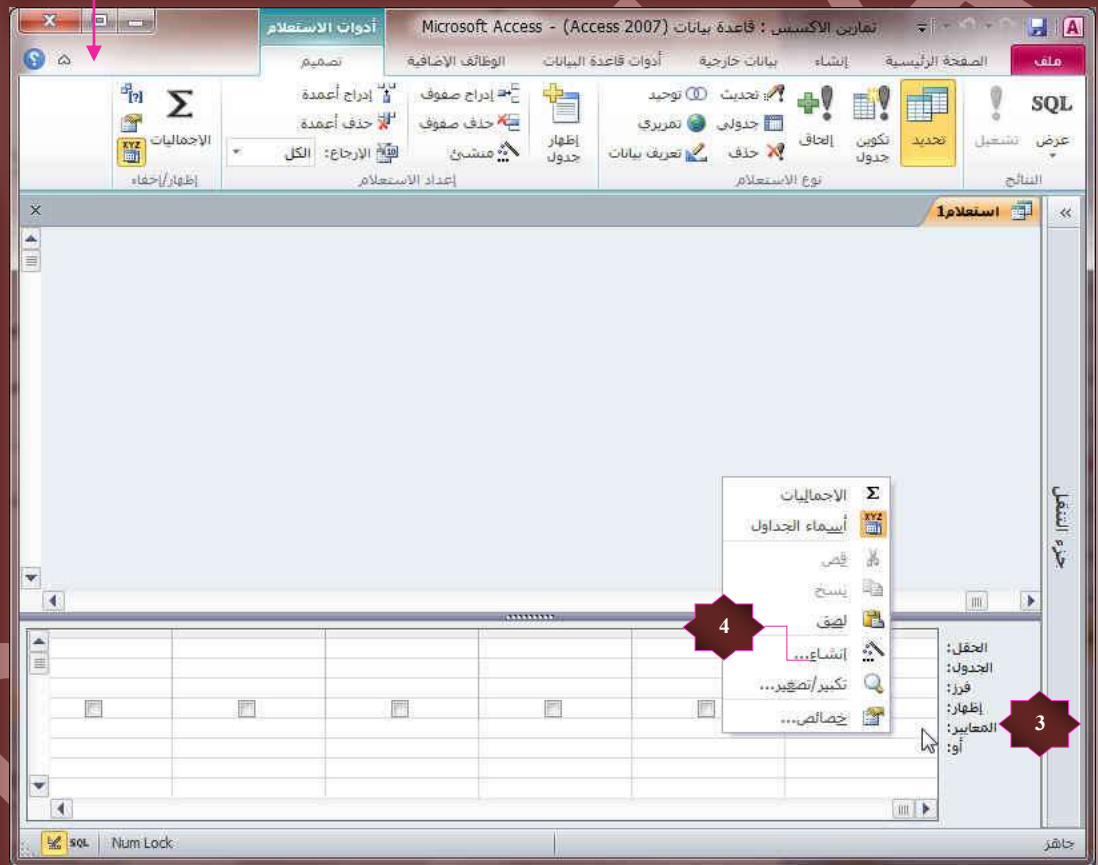 تمارين الاكسس : قاعدة بيانات (Access 2007) - Microsoft Access
أدوات الاستعلام
ملف
الصفحة الرئيسية
إنشاء
بيانات خارجية
أدوات قاعدة البيانات
الوظائف الإضافية
تصميم
SQL
عرض
تشغيل
النتائج
تحديد
تكوين جدول
إلحاق
تحديث
توحيد
جدولي
تمريري
حذف
تعريف بيانات
نوع الاستعلام
إظهار جدول
إدراج صفوف
حذف صفوف
منشئ
إدراج أعمدة
حذف أعمدة
الإرجاع: الكل
إعداد الاستعلام
الإجماليات
إظهار/إخفاء
استعلام1
جزء التنقل
الإجماليات
أسماء الجداول
قص
نسخ
لصق
إنشاء...
تكبير/تصغير...
خصائص...
4
الحقل:
الجدول:
فرز:
إظهار:
المعايير:
أو:
3
جاهز
Num Lock
SQL